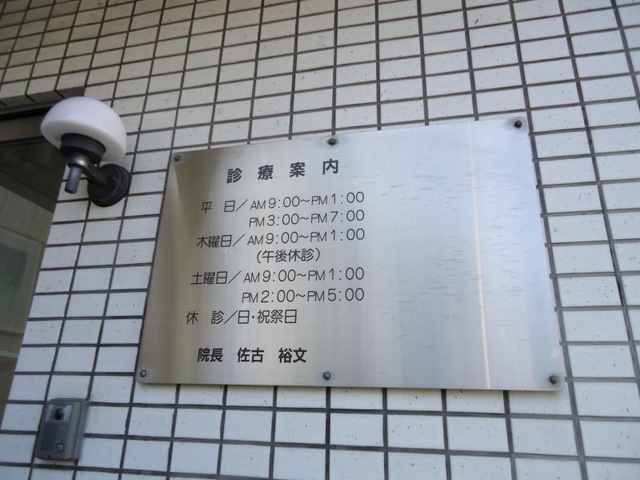 診療案内
平 日/AM9:00~PM1:00
PM3:00~PM7:00
木曜日/AM9:00~PM1:00
(午後休診)
土曜日/AM9:00~PM1:00
PM2:00~PM5:00
休 診/日・祝祭日
院長 佐古 裕文